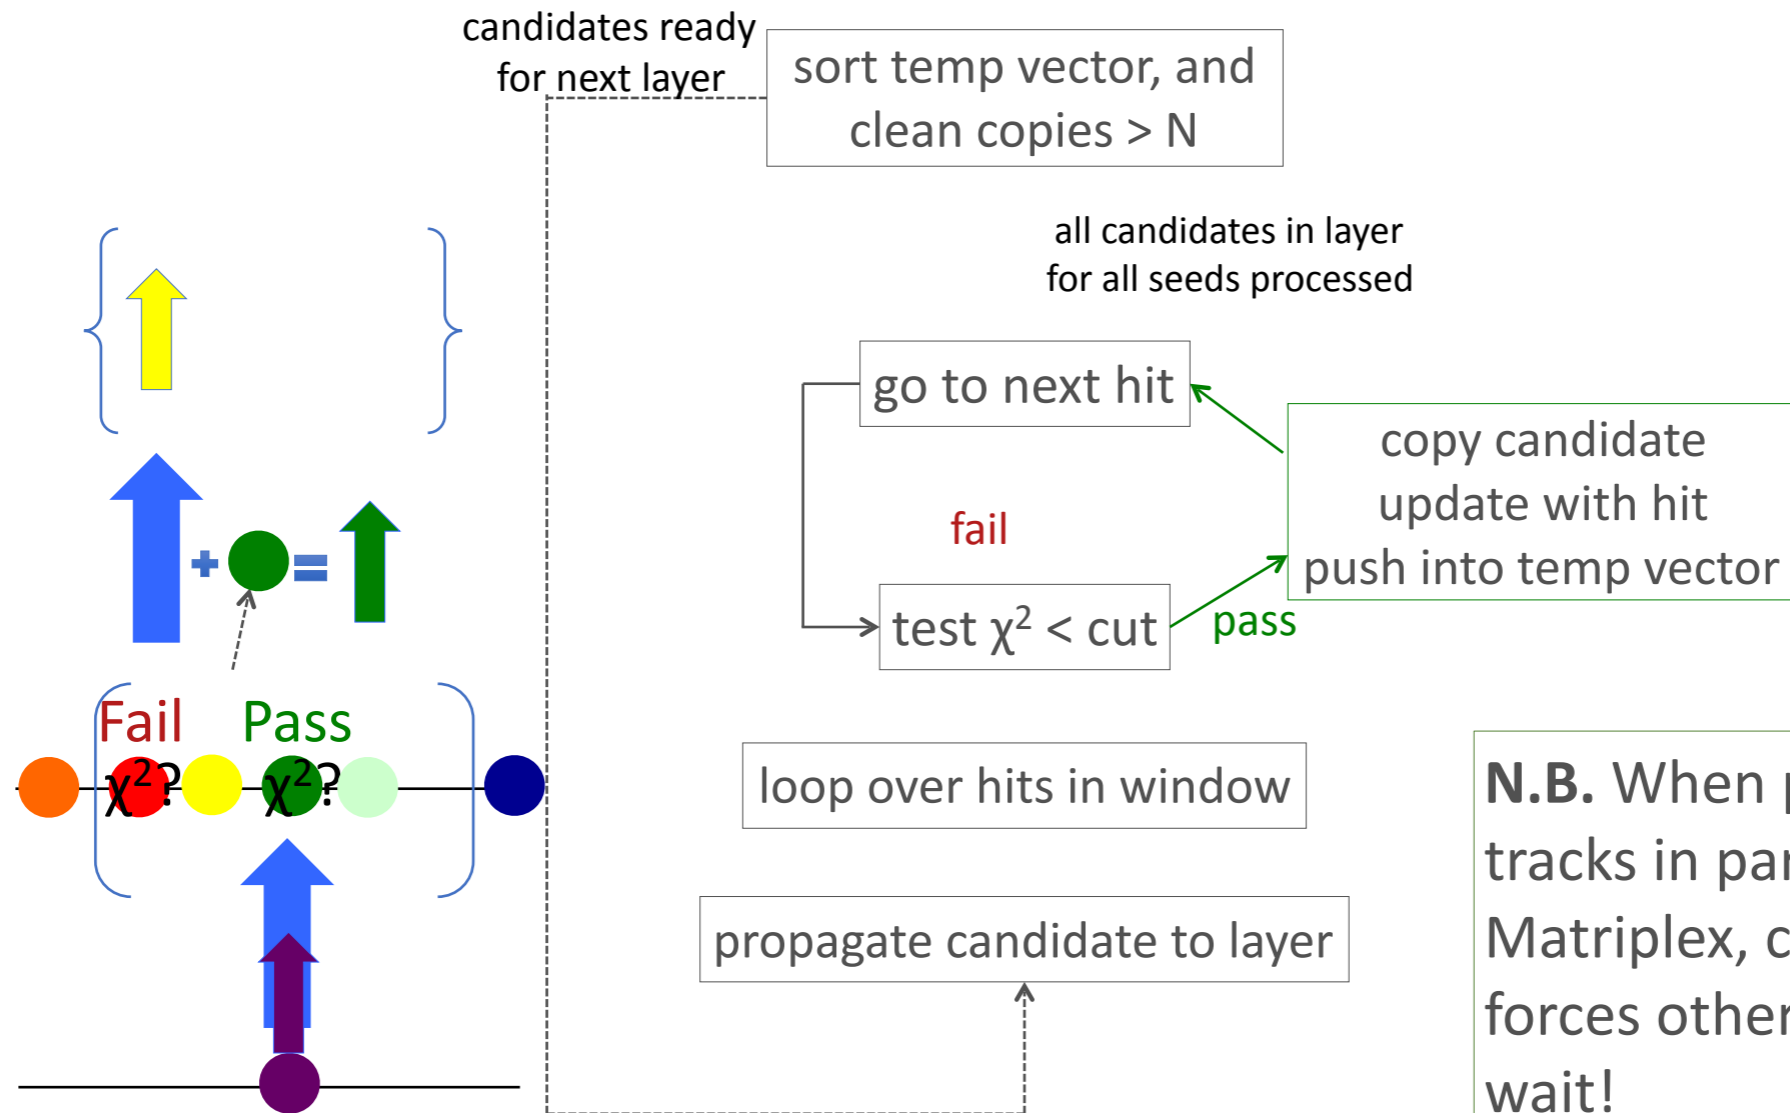 candidates ready
for next layer
sort temp vector, and
clean copies > N
all candidates in layer
for all seeds processed
go to next hit
copy candidate
update with hit
push into temp vector
fail
test χ² < cut
pass
+
=
Fail Pass
χ²? χ²?
loop over hits in window
propagate candidate to layer
N.B. When
tracks in
Matriplex,
forces
wait!